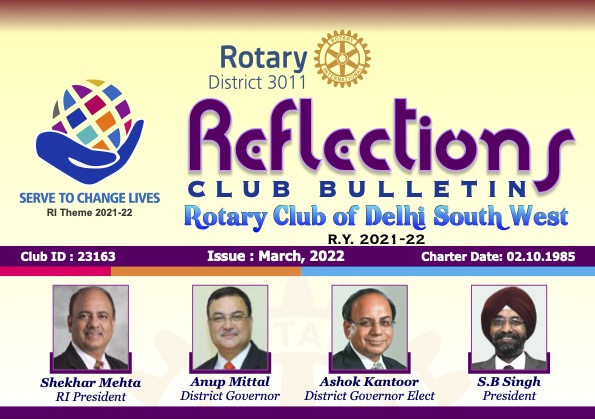 Rotary
District 3011
ROTARY
INTERNATIONAL
Reflections
CLUB BULLETIN
SERVE TO CHANGE LIVES
RI Theme 2021-22
Rotary Club of Delhi South West
R.Y. 2021-22
Club ID : 23163
Issue : March, 2022
Charter Date: 02.10.1985
Shekhar Mehta
RI President
Anup Mittal
District Governor
Ashok Kantoor
District Governor Elect
S.B Singh
President